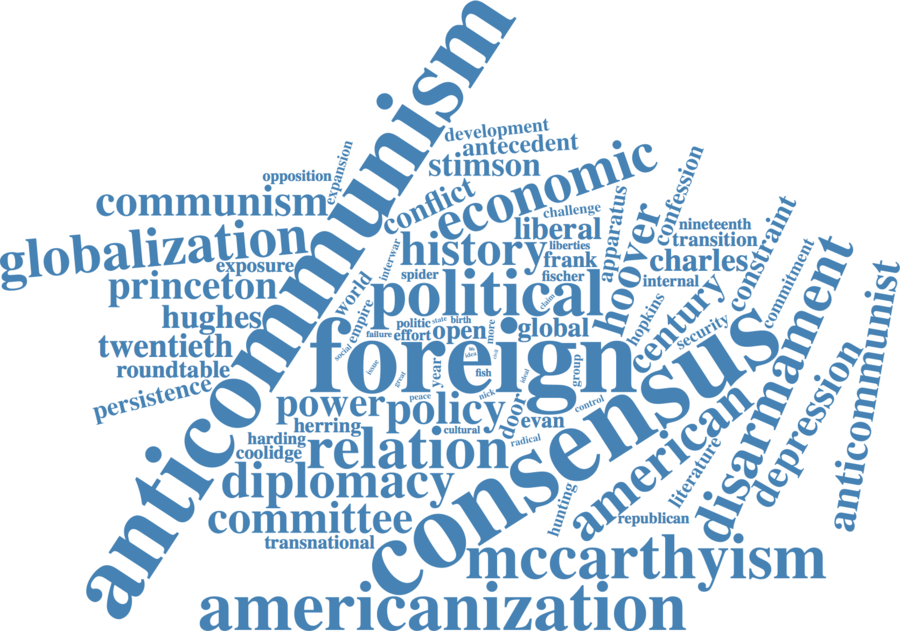 anticommunism
development
antecedent
stimson
opposition
expansion
communism
conflict
economic
confession
globalization
exposure
interwar
history
liberal
challenge
liberties
apparatus
hoover
nineteenth
transition
constraint
princeton
world
spider
political
frank
fischer
charles
internal
commitment
hughes
empire
claim
hopkins
century
security
twentieth
social
failure
politic
state
birth
effort
open
more
global
roundtable
issue
foreign
consensus
disarmament
anticommunist
persistence
great
year
ideal
fish
civil
ideal
group
power
peace
policy
nick
door
control
depression
herring
cultural
evan
american
harding
coolidge
relation
radical
literature
diplomacy
hunting
committee
republican
transnational
mccarthyism
americanization